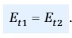 E_{t1} = E_{t2} .